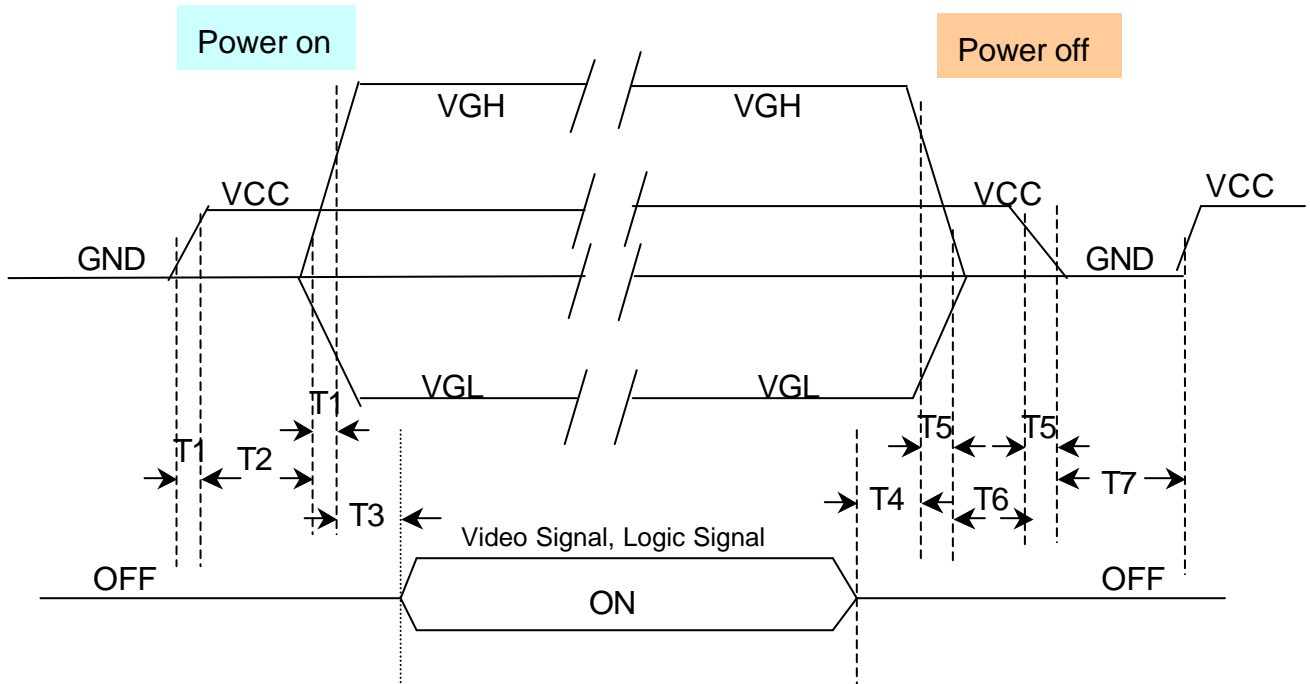 Power on
Power off
VGH
VGH
VCC
VCC
VCC
GND
GND
VGL
VGL
T1
T5
T5
T1
T2
T7
T3
T4
T6
Video Signal, Logic Signal
OFF
OFF
ON